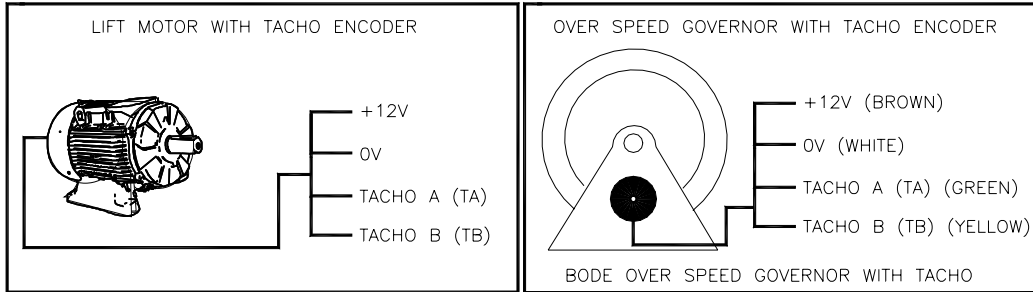 LIFT MOTOR WITH TACHO ENCODER
+12V
0V
TACHO A (TA)
TACHO B (TB)
OVER SPEED GOVERNOR WITH TACHO ENCODER
+12V (BROWN)
0V (WHITE)
TACHO A (TA) (GREEN)
TACHO B (TB) (YELLOW)
BODE OVER SPEED GOVERNOR WITH TACHO